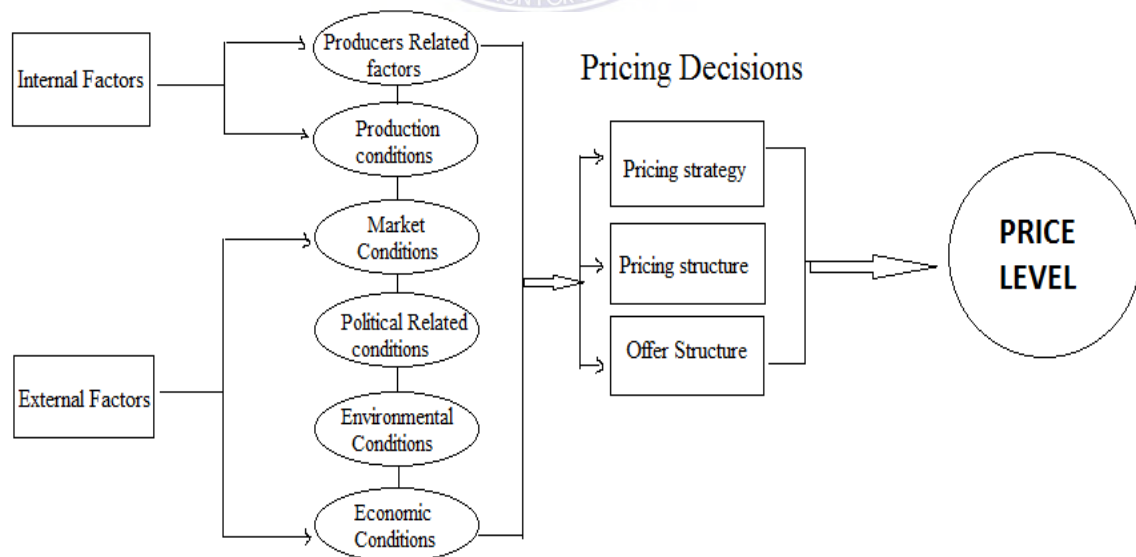 Internal Factors
Producers Related
factors
Production
conditions
Market
Conditions
Political Related
conditions
External Factors
Environmental
Conditions
Economic
Conditions
Pricing Decisions
Pricing strategy
Pricing structure
Offer Structure
PRICE
LEVEL